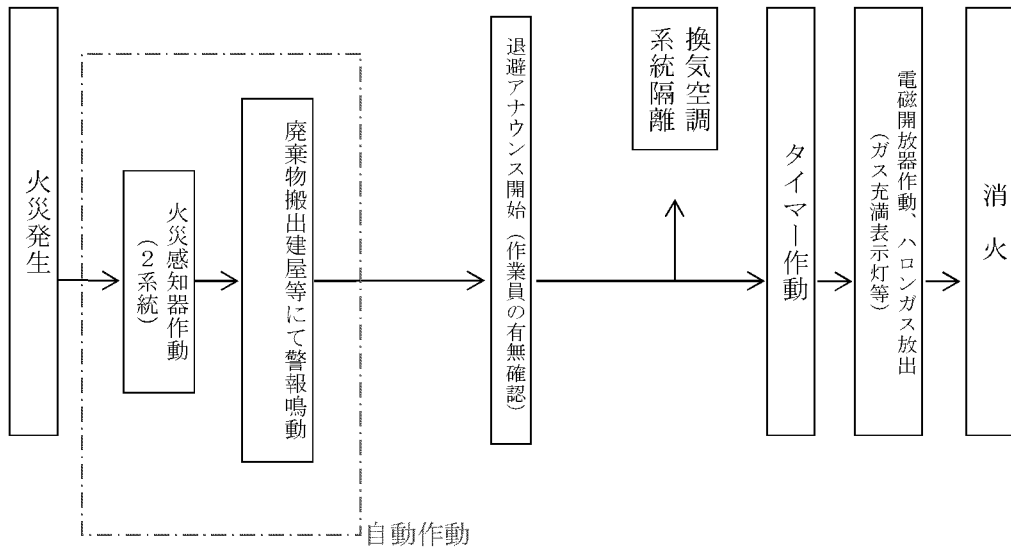 火災発生
火災感知器作動
(2系統)
廃棄物搬出建屋等にて警報鳴動
自動作動
退避アナウンス開始(作業員の有無確認)
換気空調
系統隔離
タイマー作動
電磁開放器作動、ハロンガス放出
(ガス充満表示灯等)
消火